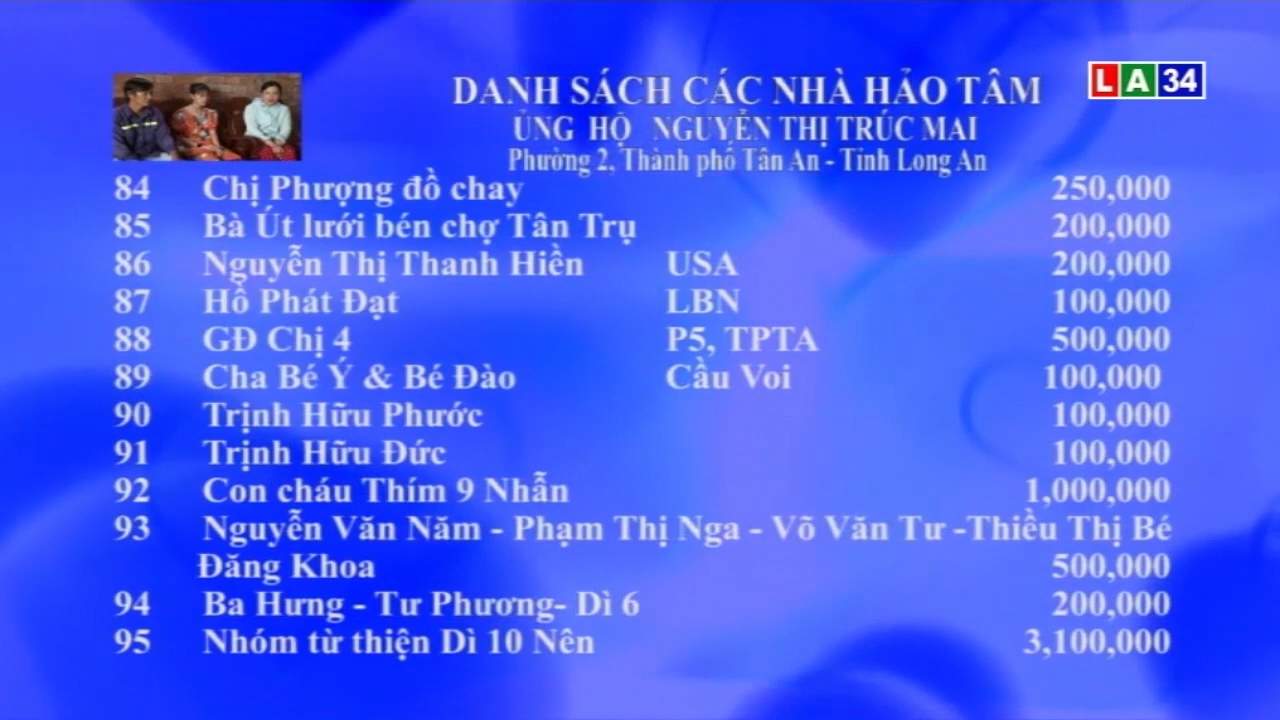 DANH SÁCH CÁC NHÀ HẢO TÂM
LA34
ỦNG HỘ NGUYỄN THỊ TRÚC MAI
Phường 2, Thành phố Tân An - Tỉnh Long An
84 Chị Phượng đồ chay 250,000
85 Bà Út lưới bén chợ Tân Trụ 200,000
86 Nguyễn Thị Thanh Hiền USA 200,000
87 Hồ Phát Đạt LBN 100,000
88 GĐ Chị 4 P5, TPTA 500,000
89 Cha Bé Ý & Bé Đào Cầu Voi 100,000
90 Trịnh Hữu Phước 100,000
91 Trịnh Hữu Đức 100,000
92 Con cháu Thím 9 Nhẫn 1,000,000
93 Nguyễn Văn Năm - Phạm Thị Nga - Võ Văn Tư -Thiều Thị Bé
Đăng Khoa 500,000
94 Ba Hưng - Tư Phương- Dì 6 200,000
95 Nhóm từ thiện Dì 10 Nên 3,100,000